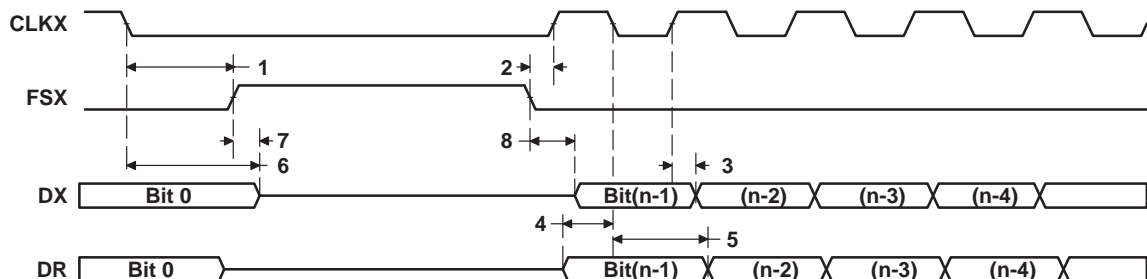 CLKX
1 2
FSX
7 8
6 3
DX Bit 0 Bit(n-1) (n-2) (n-3) (n-4)
4 5
DR Bit 0 Bit(n-1) (n-2) (n-3) (n-4)